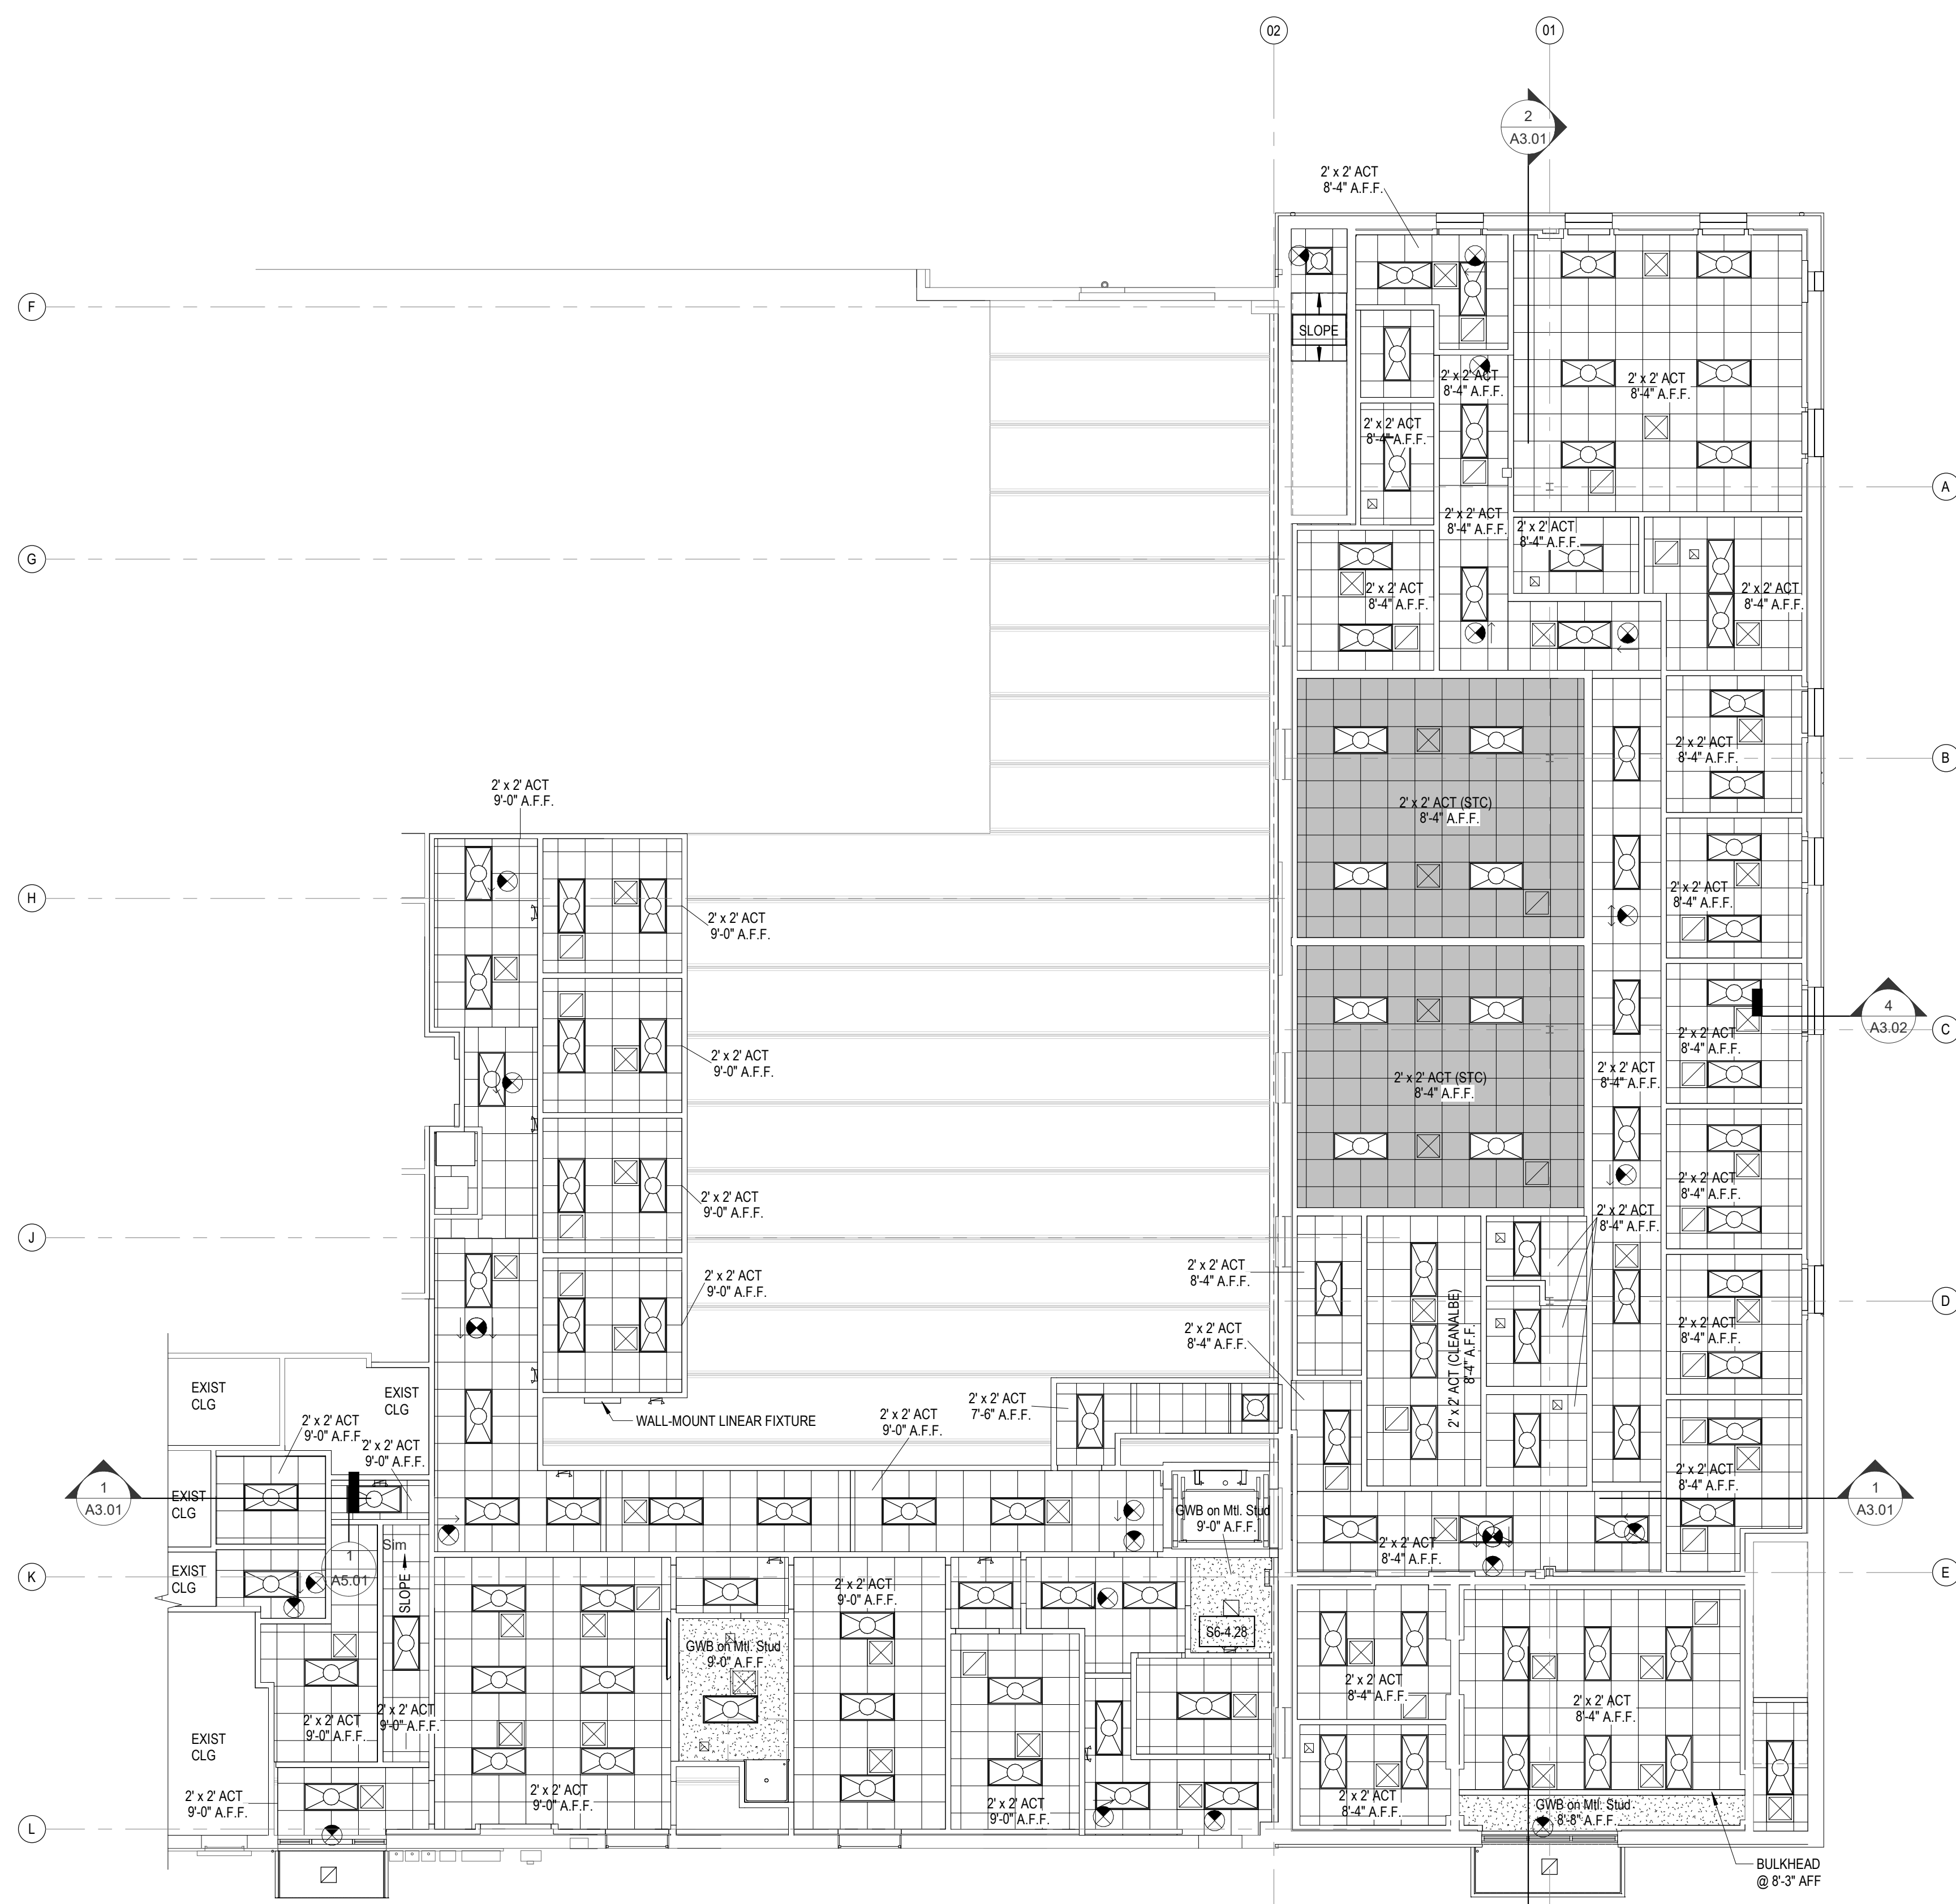 02
01
2
A3.01
2' x 2' ACT
8'-4" A.F.F.
F
SLOPE
2' x 2' ACT
8'-4" A.F.F.
2' x 2' ACT
8'-4" A.F.F.
2' x 2' ACT
8'-4" A.F.F.
A
2' x 2' ACT
8'-4" A.F.F.
2' x 2' ACT
8'-4" A.F.F.
G
2' x 2' ACT
8'-4" A.F.F.
2' x 2' ACT
8'-4" A.F.F.
2' x 2' ACT
8'-4" A.F.F.
B
2' x 2' ACT
9'-0" A.F.F.
2' x 2' ACT (STC)
8'-4" A.F.F.
2' x 2' ACT
8'-4" A.F.F.
H
2' x 2' ACT
9'-0" A.F.F.
4
A3.02
C
2' x 2' ACT
8'-4" A.F.F.
2' x 2' ACT
9'-0" A.F.F.
2' x 2' ACT (STC)
8'-4" A.F.F.
2' x 2' ACT
8'-4" A.F.F.
2' x 2' ACT
8'-4" A.F.F.
2' x 2' ACT
9'-0" A.F.F.
2' x 2' ACT
8'-4" A.F.F.
J
2' x 2' ACT
8'-4" A.F.F.
2' x 2' ACT
9'-0" A.F.F.
D
2' x 2' ACT
8'-4" A.F.F.
2' x 2' ACT
8'-4" A.F.F.
2' x 2' ACT (CLEANALBE)
8'-4" A.F.F.
EXIST
CLG
EXIST
CLG
2' x 2' ACT
7'-6" A.F.F.
2' x 2' ACT
9'-0" A.F.F.
WALL-MOUNT LINEAR FIXTURE
2' x 2' ACT
9'-0" A.F.F.
2' x 2' ACT
9'-0" A.F.F.
2' x 2' ACT
8'-4" A.F.F.
1
A3.01
EXIST
CLG
GWB on Mtl. Stud
9'-0" A.F.F.
1
A3.01
Sim
1
A5.01
2' x 2' ACT
8'-4" A.F.F.
K
EXIST
CLG
SLOPE
2' x 2' ACT
9'-0" A.F.F.
E
GWB on Mtl. Stud
9'-0" A.F.F.
S6-4.28
2' x 2' ACT
8'-4" A.F.F.
2' x 2' ACT
8'-4" A.F.F.
2' x 2' ACT
9'-0" A.F.F.
2' x 2' ACT
9'-0" A.F.F.
EXIST
CLG
2' x 2' ACT
9'-0" A.F.F.
2' x 2' ACT
9'-0" A.F.F.
2' x 2' ACT
9'-0" A.F.F.
2' x 2' ACT
8'-4" A.F.F.
GWB on Mtl. Stud
8'-8" A.F.F.
L
BULKHEAD
@ 8'-3" AFF